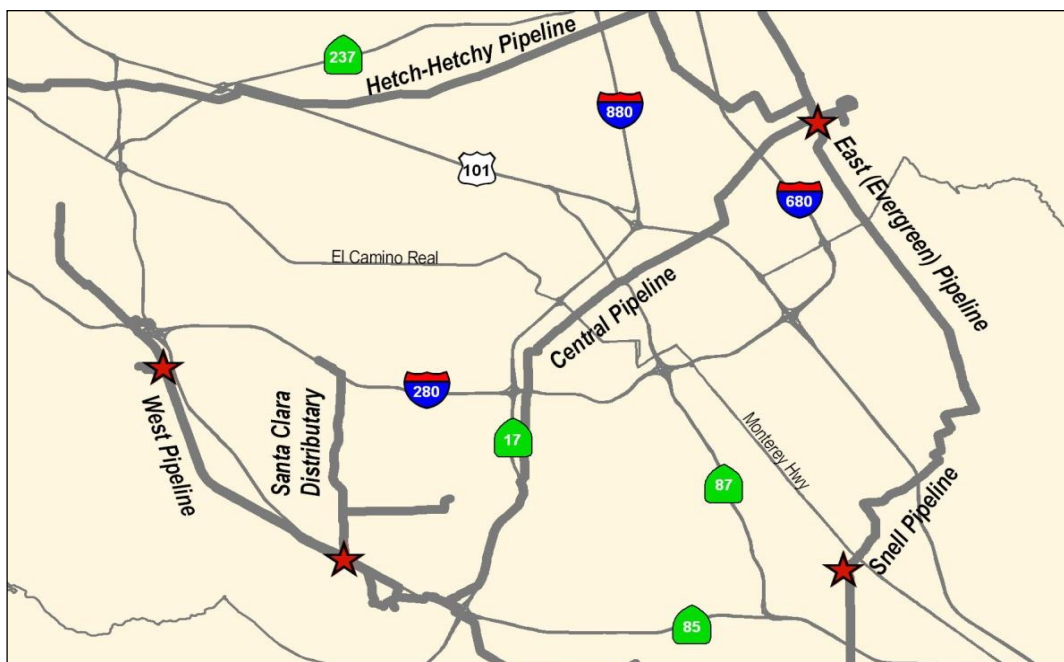 237
Hetch-Hetchy Pipeline
880
101
East (Evergreen) Pipeline
680
El Camino Real
Central Pipeline
280
West Pipeline
Santa Clara
Distributary
17
Monterey Hwy
87
Snell Pipeline
85